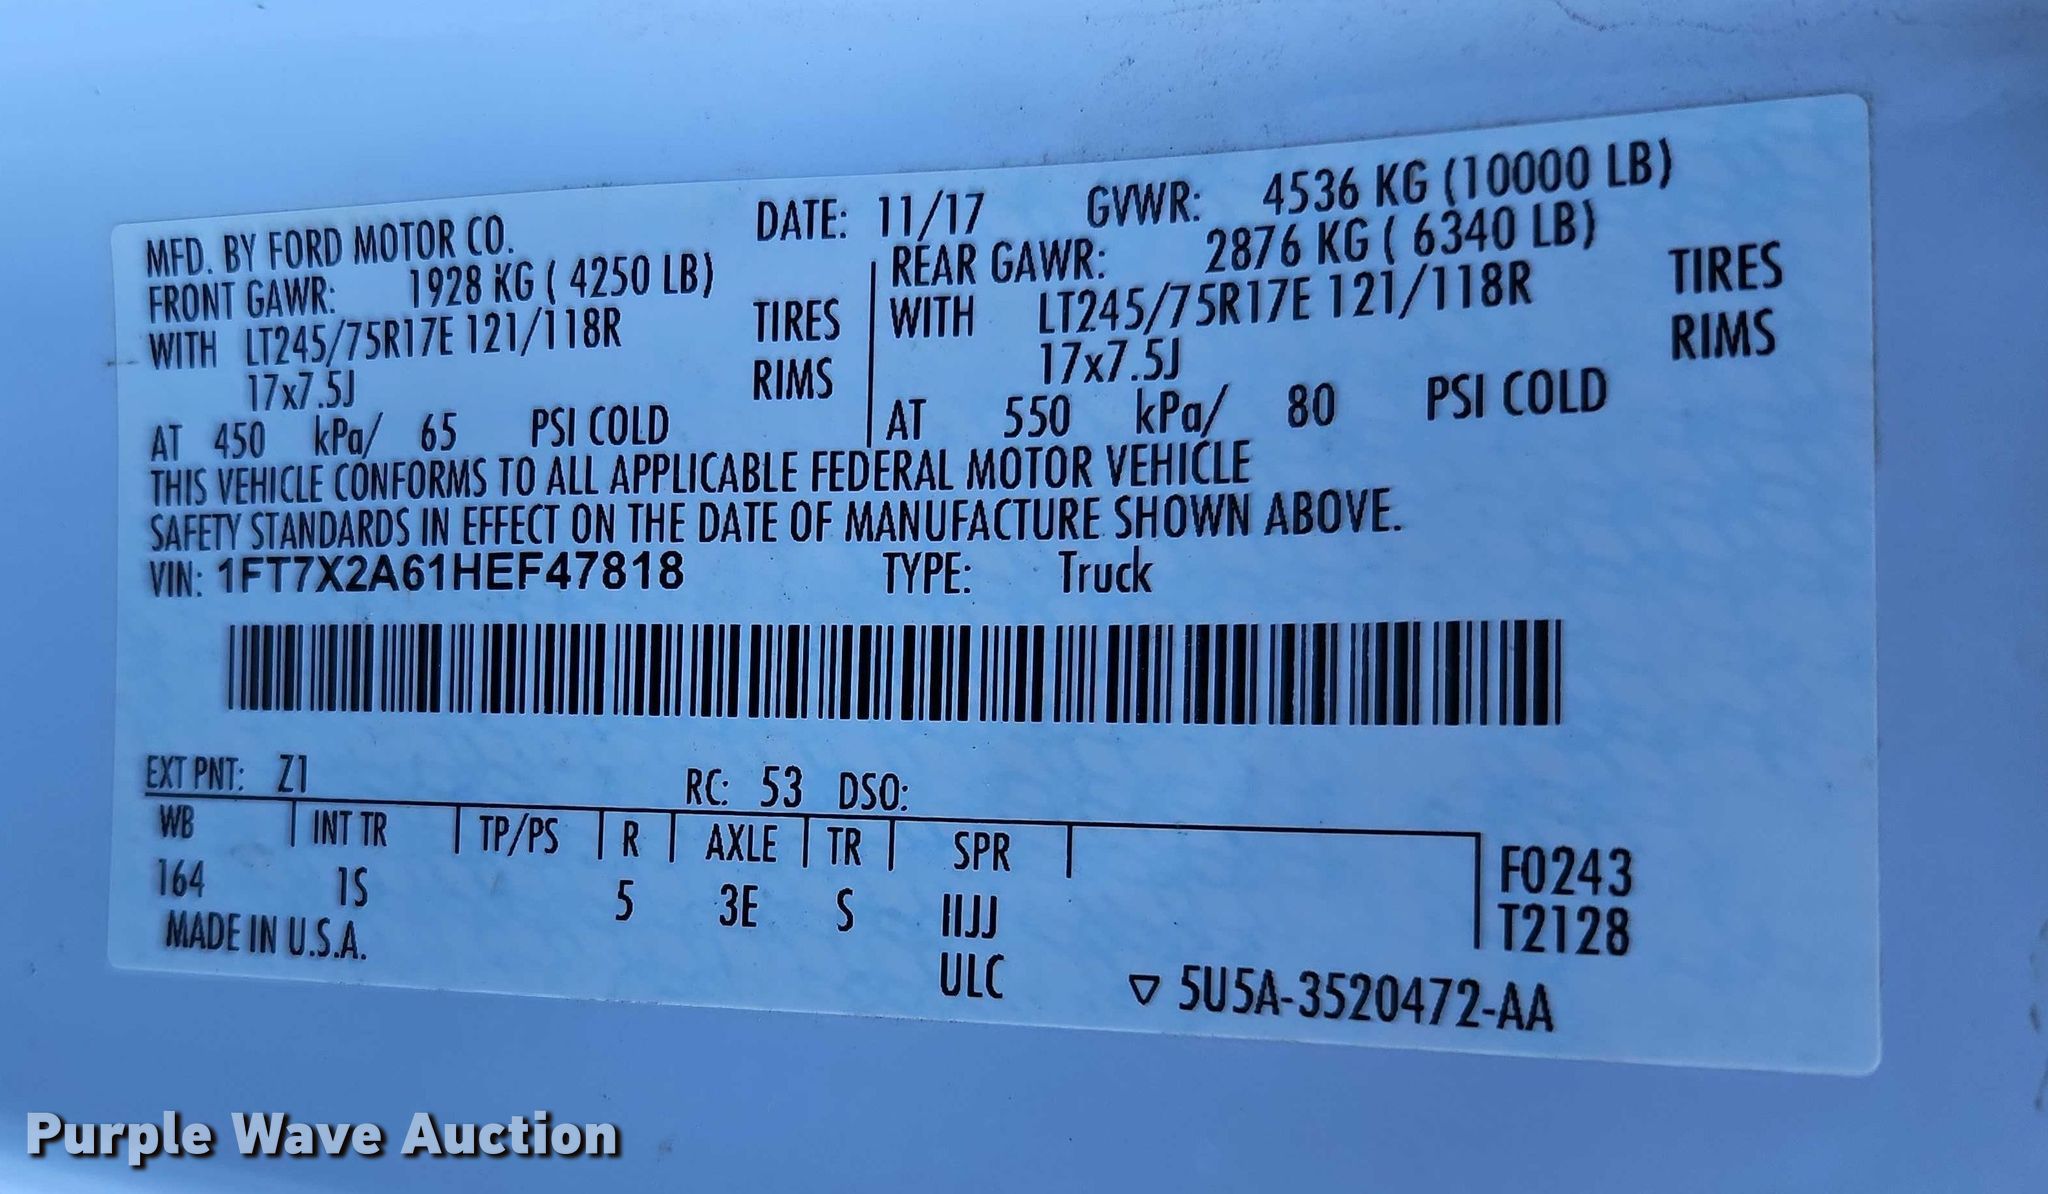 MFD. BY FORD MOTOR CO. DATE: 11/17 GVWR: 4536 KG (10000 LB)
FRONT GAWR: 1928 KG ( 4250 LB) REAR GAWR: 2876 KG ( 6340 LB)
WITH LT245/75R17E 121/118R TIRES WITH LT245/75R17E 121/118R TIRES
17x7.5J RIMS 17x7.5J RIMS
AT 450 kPa/ 65 PSI COLD AT 550 kPa/ 80 PSI COLD
THIS VEHICLE CONFORMS TO ALL APPLICABLE FEDERAL MOTOR VEHICLE
SAFETY STANDARDS IN EFFECT ON THE DATE OF MANUFACTURE SHOWN ABOVE.
VIN: 1FT7X2A61HEF47818 TYPE: Truck
EXT PNT: Z1 RC: 53 DSO:
WB INT TR TP/PS R AXLE TR SPR
164 1S 5 3E S IIJJ
F0243
T2128
MADE IN U.S.A. ULC
▽ 5U5A-3520472-AA
Purple Wave Auction